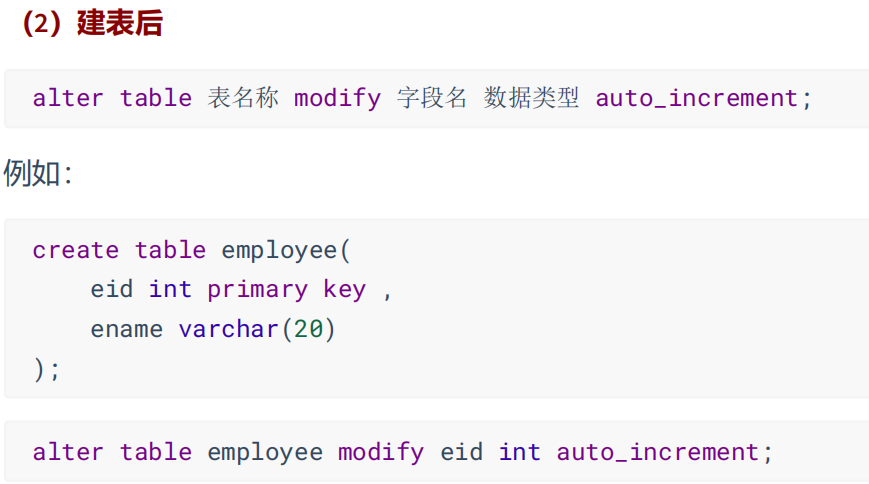 （2）建表后
alter table 表名称 modify 字段名 数据类型 auto_increment;
例如：
create table employee(
    eid int primary key ,
    ename varchar(20)
);
alter table employee modify eid int auto_increment;